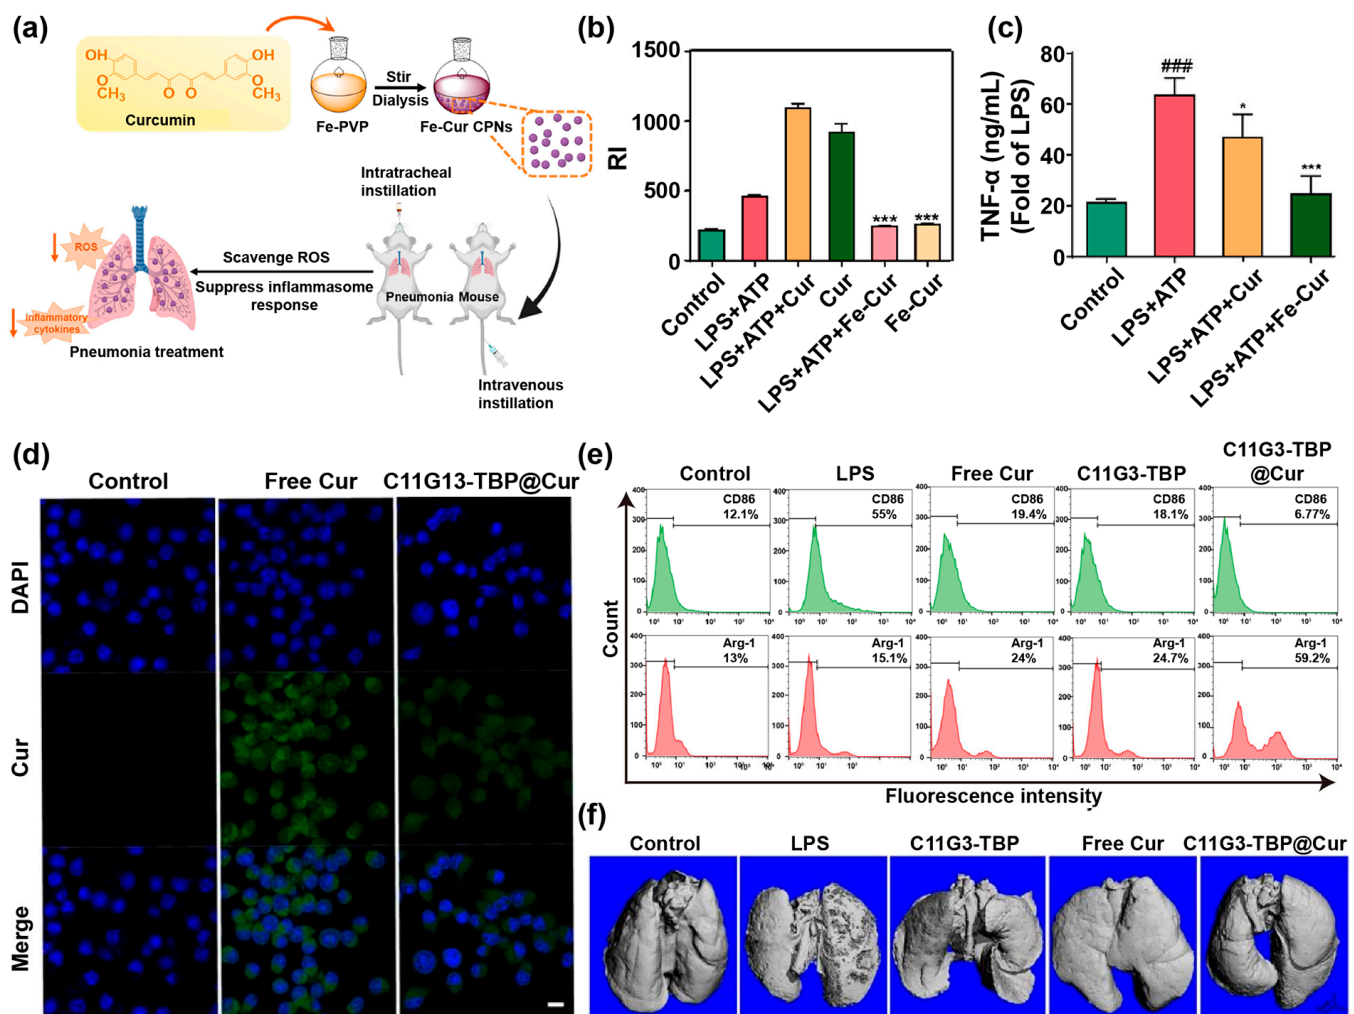 (a)
OH
O
CH3
O
O
OH
O
CH3
Curcumin
Fe-PVP
Stir
Dialysis
Fe-Cur CPNs
Intratracheal
instillation
ROS
Inflammatory
cytokines
Pneumonia treatment
Scavenge ROS
Suppress inflammasome
response
Pneumonia Mouse
Intravenous
instillation
(b)
RI
1500
1000
500
0
***
***
Control
LPS+ATP
LPS+ATP+Cur
Cur
LPS+ATP+Fe-Cur
Fe-Cur
(c)
TNF-α (ng/mL)
(Fold of LPS)
80
60
40
20
0
###
*
***
Control
LPS+ATP
LPS+ATP+Cur
LPS+ATP+Fe-Cur
(d)
Control
Free Cur
C11G13-TBP@Cur
DAPI
Cur
Merge
(e)
Control
LPS
Free Cur
C11G3-TBP
C11G3-TBP
@Cur
Count
CD86
12.1%
CD86
55%
CD86
19.4%
CD86
18.1%
CD86
6.77%
Arg-1
13%
Arg-1
15.1%
Arg-1
24%
Arg-1
24.7%
Arg-1
59.2%
Fluorescence intensity
(f)
Control
LPS
C11G3-TBP
Free Cur
C11G3-TBP@Cur